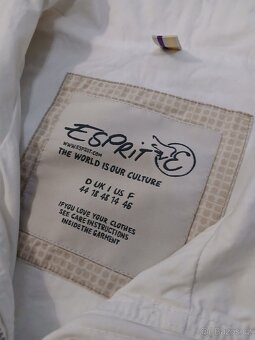 ESPRIT
WWW.ESPRIT.COM
THE WORLD IS OUR CULTURE
D UK I US F
44 18 48 14 46
IF YOU LOVE YOUR CLOTHES
SEE CARE INSTRUCTIONS
INSIDE THE GARMENT